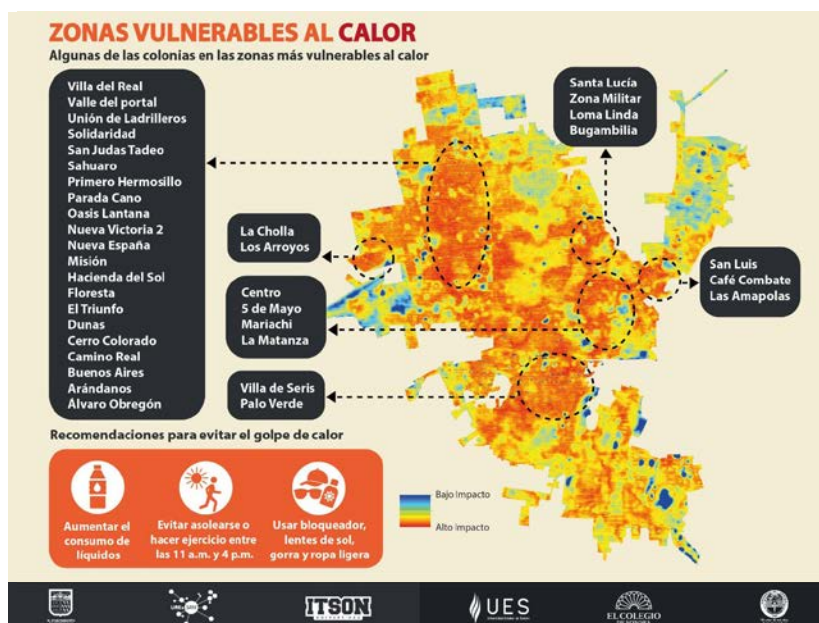 ZONAS VULNERABLES AL CALOR
Algunas de las colonias en las zonas más vulnerables al calor
Villa del Real
Valle del portal
Unión de Ladrilleros
Solidaridad
San Judas Tadeo
Sahuaro
Primero Hermosillo
Parada Cano
Oasis Lantana
Nueva Victoria 2
Nueva España
Misión
Hacienda del Sol
Floresta
El Triunfo
Dunas
Cerro Colorado
Camino Real
Buenos Aires
Arándanos
Álvaro Obregón
Santa Lucía
Zona Militar
Loma Linda
Bugambilia
La Cholla
Los Arroyos
Centro
5 de Mayo
Mariachi
La Matanza
San Luis
Café Combate
Las Amapolas
Villa de Seris
Palo Verde
Recomendaciones para evitar el golpe de calor
Aumentar el
consumo de
líquidos
Evitar asolearse o
hacer ejercicio entre
las 11 a.m. y 4 p.m.
Usar bloqueador,
lentes de sol,
gorra y ropa ligera
Bajo Impacto
Alto impacto
ITSON
UES
EL COLEGIO
DE SONORA